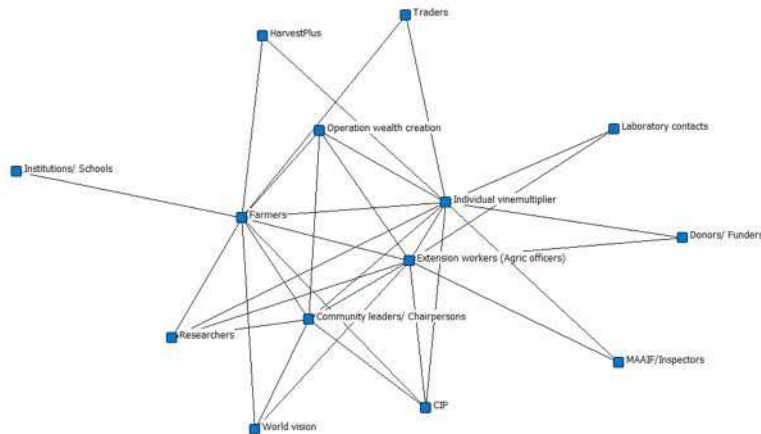 Traders
HarvestPlus
Operation wealth creation
Laboratory contacts
Institutions/ Schools
Individual vinemultiplier
Farmers
Donors/ Funders
Extension workers (Agric officers)
Community leaders/ Chairpersons
Researchers
MAAIF/Inspectors
CIP
World vision